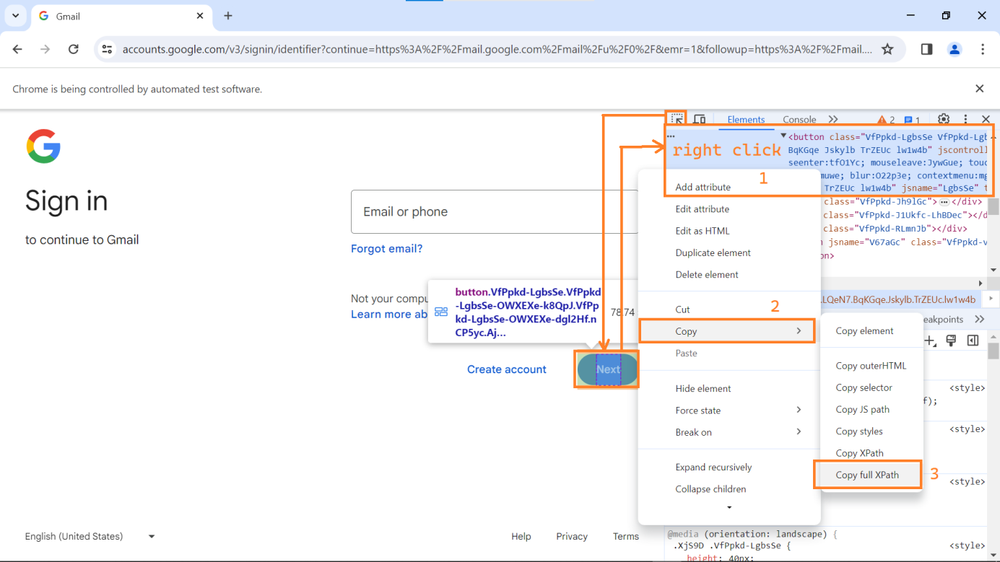 Gmail
accounts.google.com/v3/signin/identifier?continue=https%3A%2F%2Fmail.google.com%2Fmail%2Fu%2F0%2F&emr=1&followup=https%3A%2F%2Fmail....
Chrome is being controlled by automated test software.
Sign in
to continue to Gmail
Email or phone
Forgot email?
Not your compu
Learn more ab
button.VfPpkd-LgbsSe.VfPpkd
-LgbsSe-OWXEXe-k8QpJ.VfPp
kd-LgbsSe-OWXEXe-dgl2Hf.n
CP5yc.Aj...
78 74
Create account
Next
English (United States)
Help
Privacy
Terms
Elements
Console
2
1
...
<button class="VfPpkd-LgbsSe VfPpkd-Lgb
BqKGqe Jskylb TrZEUc lw1w4b" jscontroll
seenter:tfO1Yc; mouseleave:JywGue; touc
muwe; blur:O22p3e; contextmenu:mg
TrZEUc lw1w4b" jsname="LgbsSe" t
class="VfPpkd-Jh9lGc">…</div>
class="VfPpkd-J1Ukfc-LhBDec"></d
class="VfPpkd-RLmnJb"></div>
n jsname="V67aGc" class="VfPpkd-v
on>
right click
1
Add attribute
Edit attribute
Edit as HTML
Duplicate element
Delete element
Cut
2
Copy
Paste
Hide element
Force state
Break on
Expand recursively
Collapse children
.LQeN7.BqKGqe.Jskylb.TrZEUc.lw1w4b
eakpoints
Copy element
Copy outerHTML
Copy selector
Copy JS path
Copy styles
Copy XPath
Copy full XPath
3
<style>
f);
<style>
<style>
@media (orientation: landscape) {
.XjS9D .VfPpkd-LgbsSe {
<style>
height: 40px;